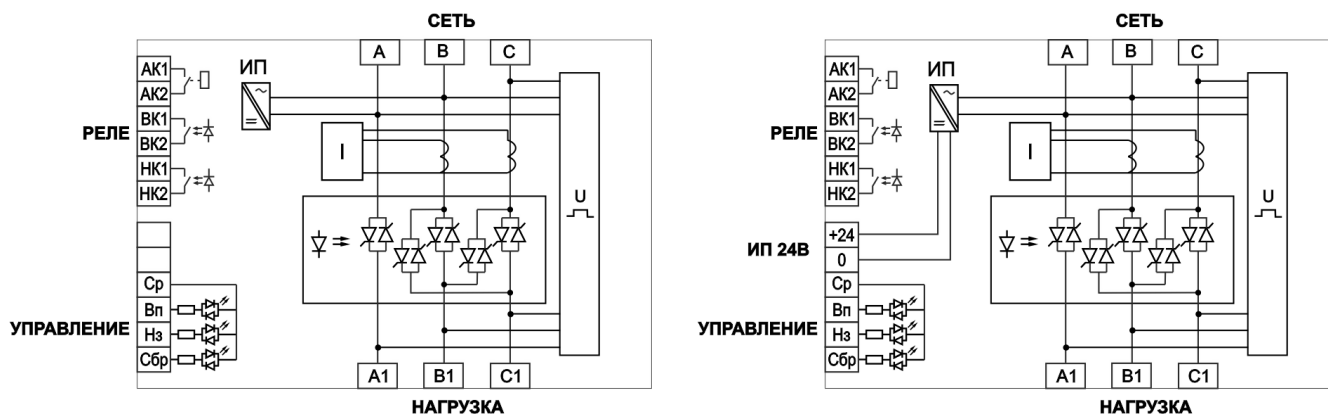 СЕТЬ
A B C
ИП
РЕЛЕ
АК1
АК2
ВК1
ВК2
НК1
НК2
I
U
УПРАВЛЕНИЕ
Ср
Вп
Нз
Сбр
A1 B1 C1
НАГРУЗКА
СЕТЬ
A B C
ИП
РЕЛЕ
АК1
АК2
ВК1
ВК2
НК1
НК2
I
U
ИП 24В
+24
0
УПРАВЛЕНИЕ
Ср
Вп
Нз
Сбр
A1 B1 C1
НАГРУЗКА